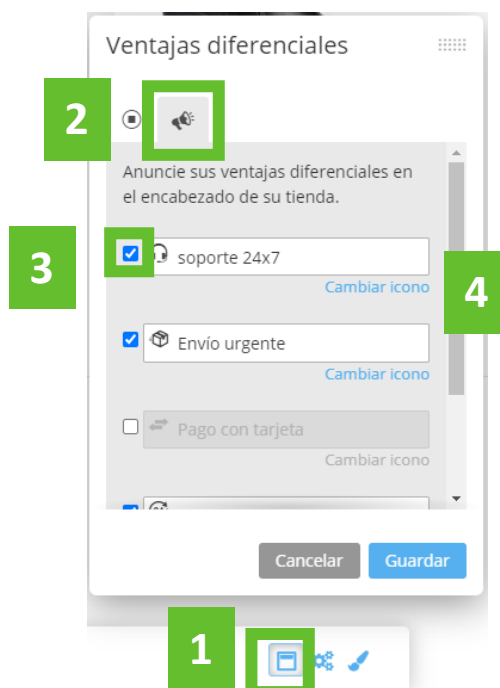 Ventajas diferenciales
2
Anuncie sus ventajas diferenciales en
el encabezado de su tienda.
3
soporte 24x7
Cambiar icono
4
Envío urgente
Cambiar icono
Pago con tarjeta
Cambiar icono
Cancelar
Guardar
1